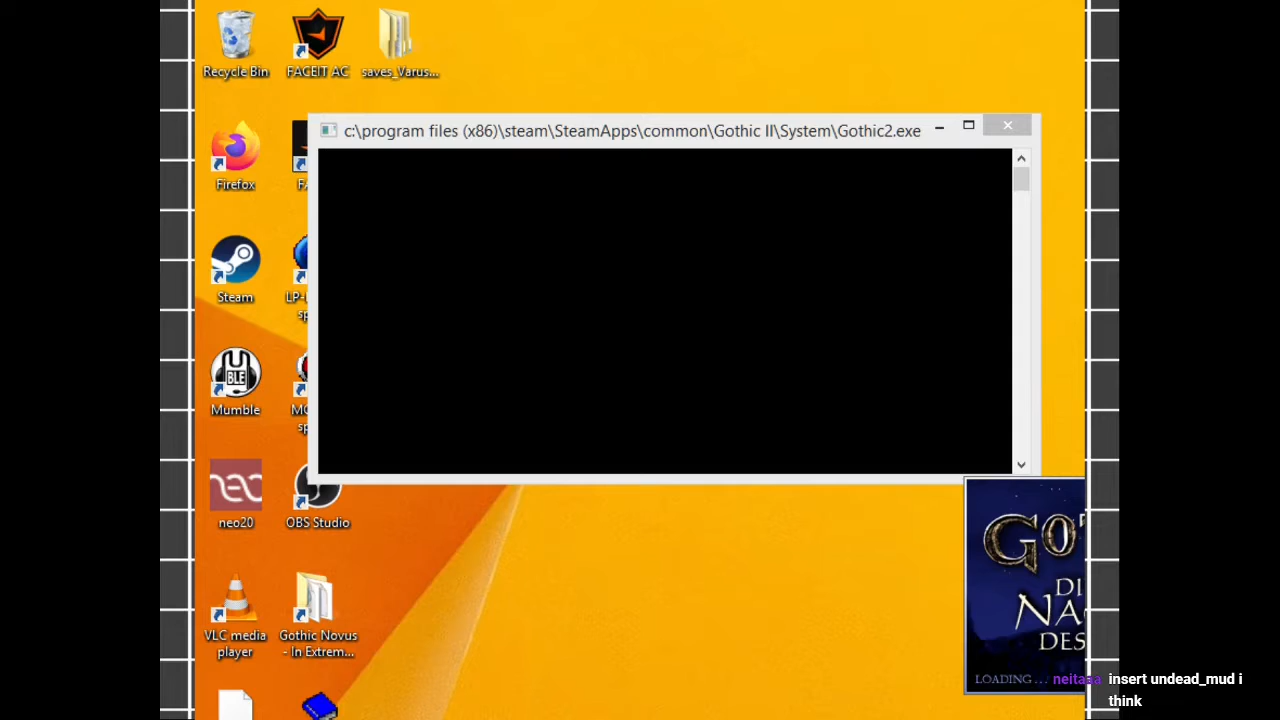 Recycle Bin
FACEIT AC
saves_Varus...
c:\program files (x86)\steam\SteamApps\common\Gothic II\System\Gothic2.exe
Firefox
Steam
BLE
Mumble
neo20
OBS Studio
VLC media
player
Gothic Novus
- In Extrem...
LOADING ...
neitaaa insert undead_mud i
think